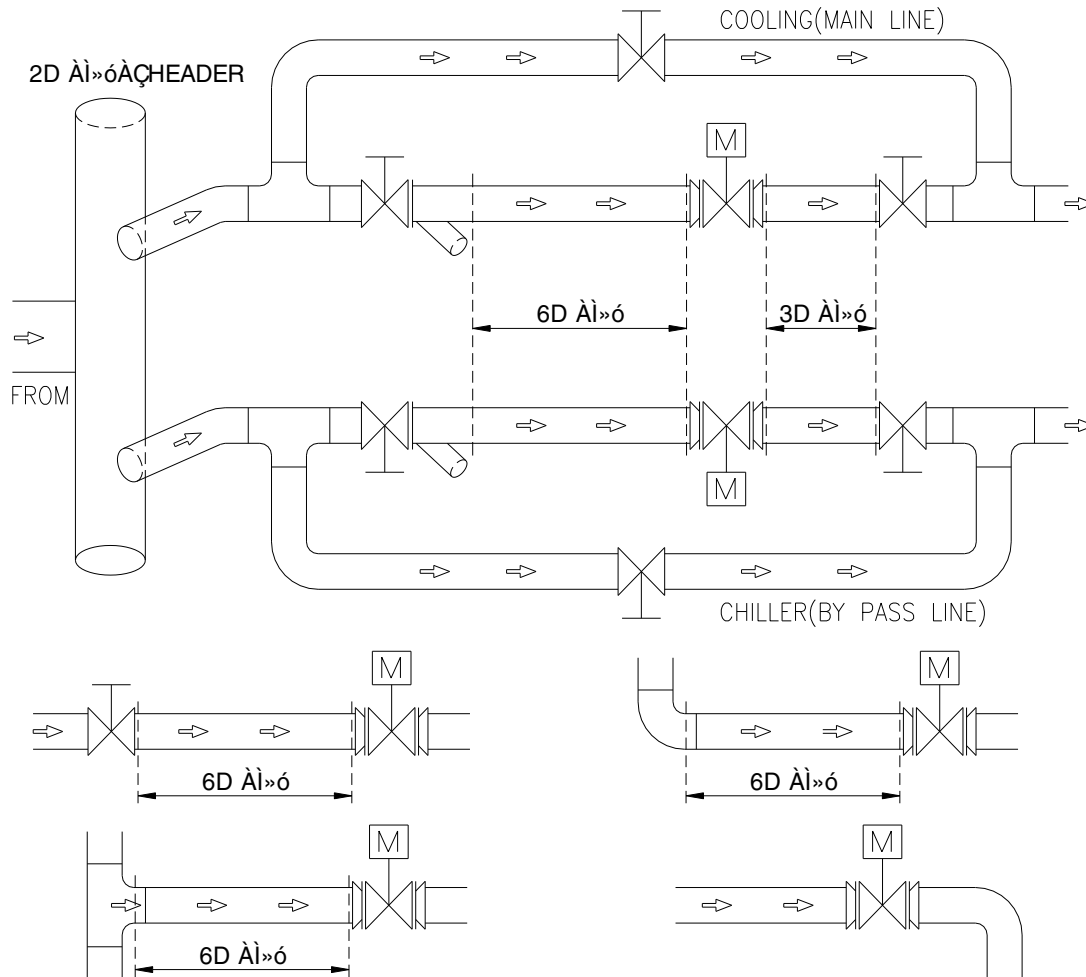 COOLING(MAIN LINE)
2D ÀÌ»óÀÇHEADER
M
6D ÀÌ»ó
3D ÀÌ»ó
FROM
M
CHILLER(BY PASS LINE)
M
M
6D ÀÌ»ó
6D ÀÌ»ó
M
M
6D ÀÌ»ó